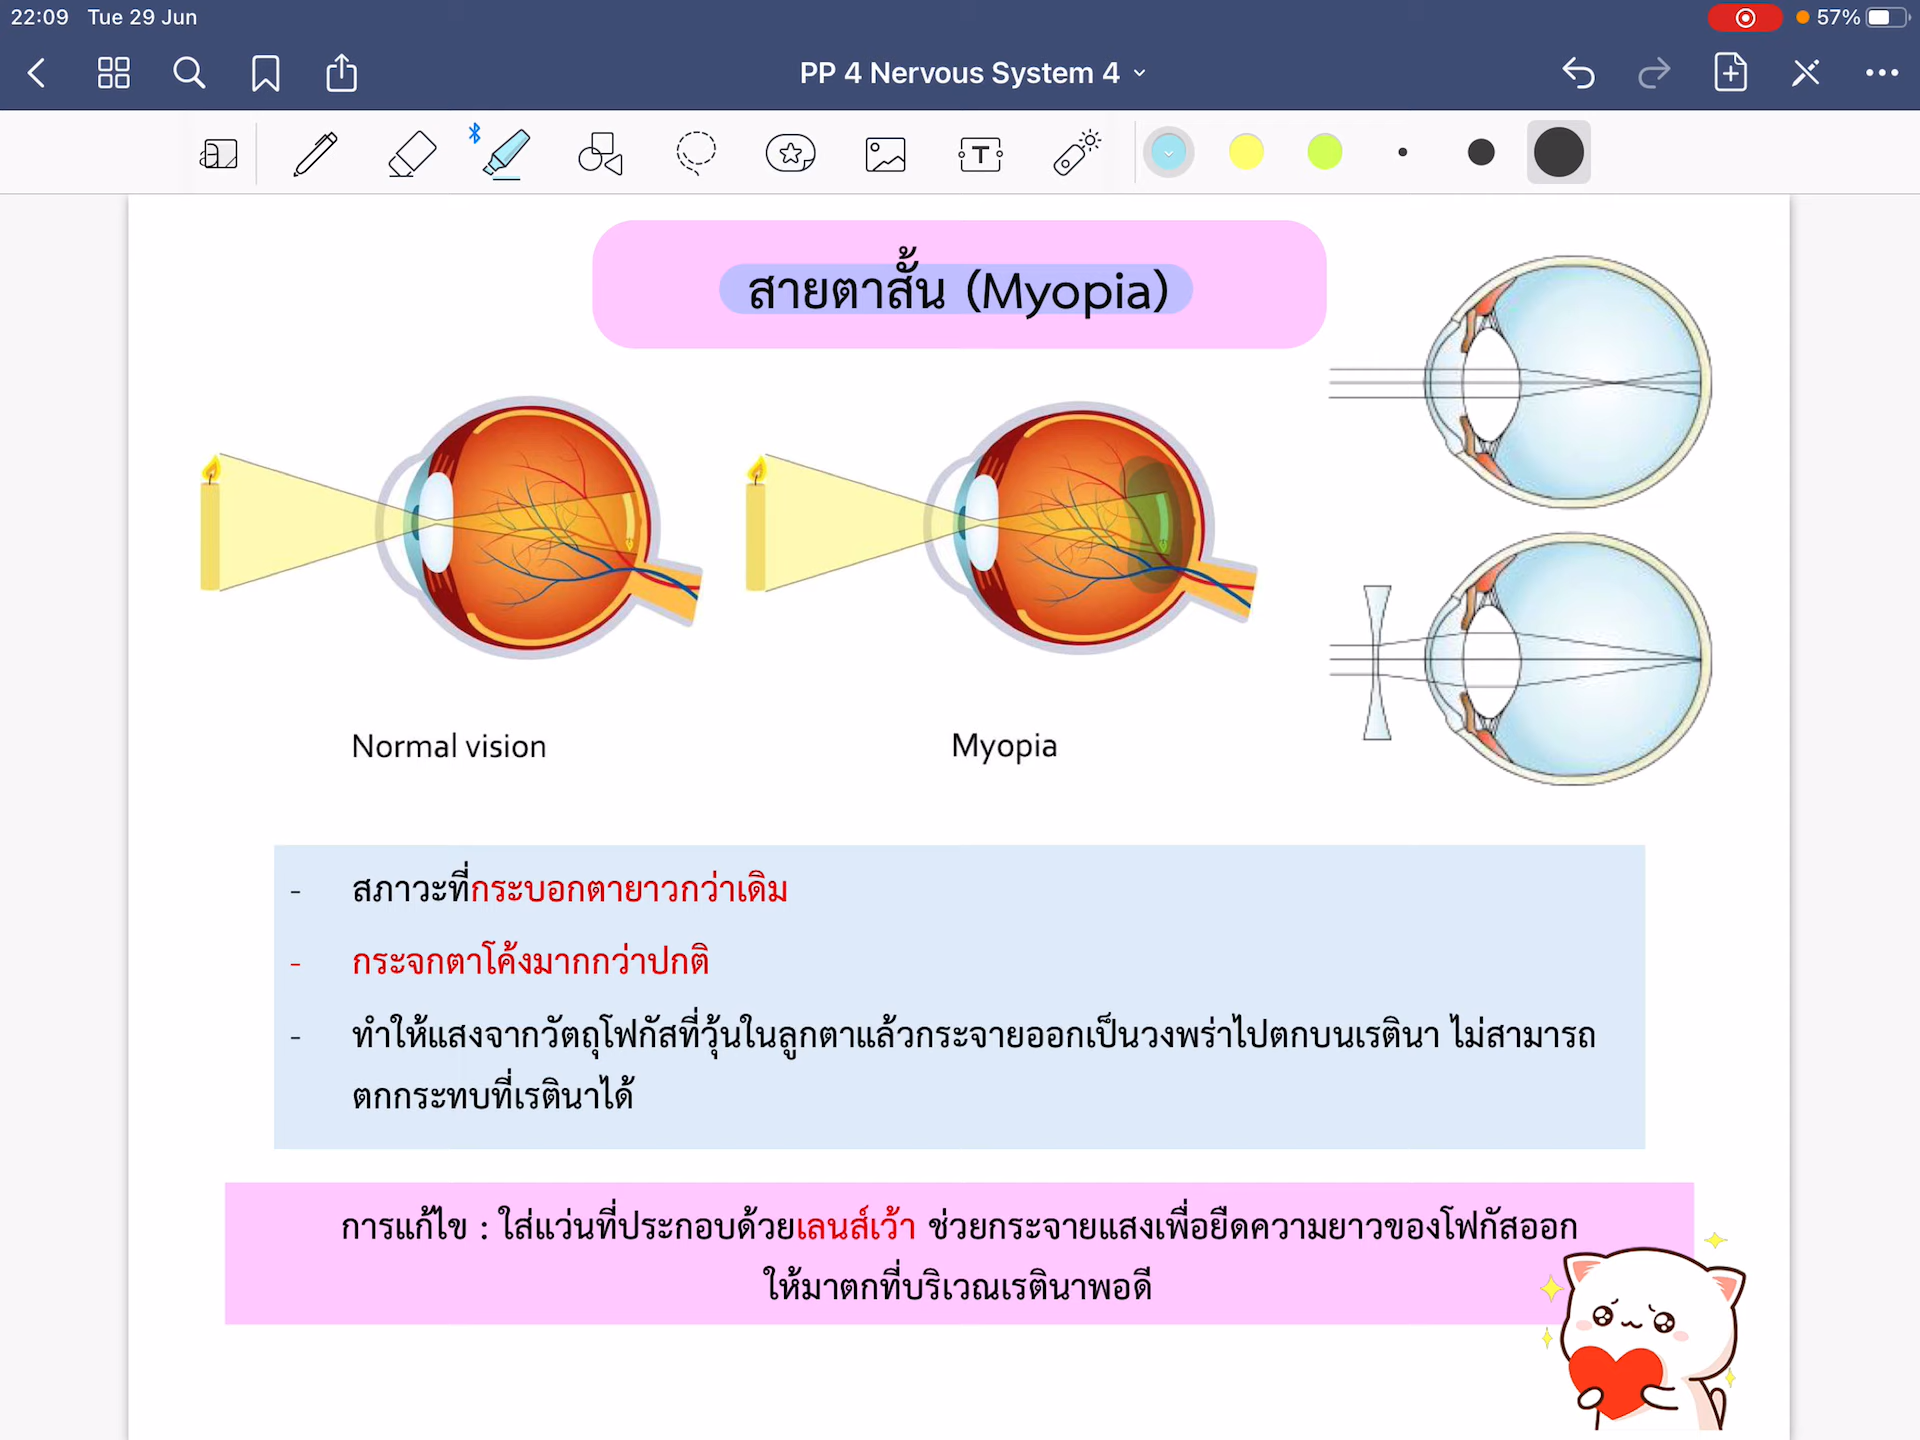 22:09 Tue 29 Jun
57%
PP 4 Nervous System 4
สายตาสั้น (Myopia)
Normal vision
Myopia
- สภาวะที่กระบอกตายาวกว่าเดิม
- กระจกตาโค้งมากกว่าปกติ
- ทำให้แสงจากวัตถุโฟกัสที่วุ้นในลูกตาแล้วกระจายออกเป็นวงพร่าไปตกบนเรตินา ไม่สามารถ
ตกกระทบที่เรตินาได้
การแก้ไข : ใส่แว่นที่ประกอบด้วยเลนส์เว้า ช่วยกระจายแสงเพื่อยืดความยาวของโฟกัสออก
ให้มาตกที่บริเวณเรตินาพอดี